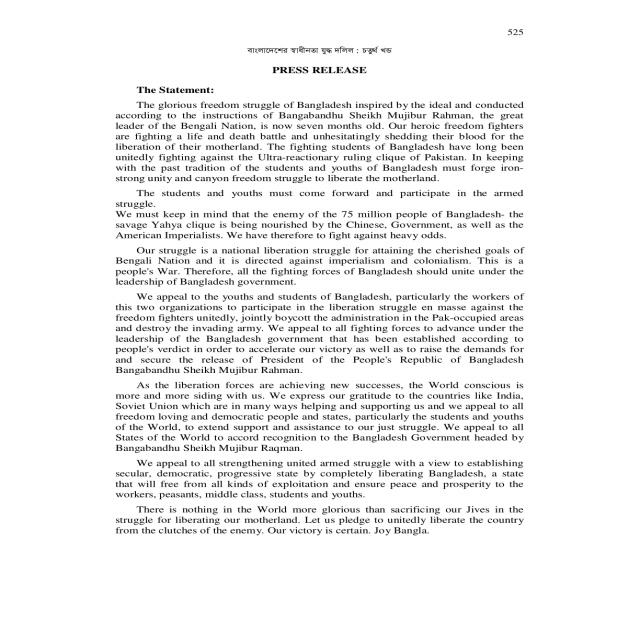 525
বাংলাদেশের স্বাধীনতা যুদ্ধ দলিল : চতুর্থ খন্ড
PRESS RELEASE
The Statement:
The glorious freedom struggle of Bangladesh inspired by the ideal and conducted
according to the instructions of Bangabandhu Sheikh Mujibur Rahman, the great
leader of the Bengali Nation, is now seven months old. Our heroic freedom fighters
are fighting a life and death battle and unhesitatingly shedding their blood for the
liberation of their motherland. The fighting students of Bangladesh have long been
unitedly fighting against the Ultra-reactionary ruling clique of Pakistan. In keeping
with the past tradition of the students and youths of Bangladesh must forge iron-
strong unity and canyon freedom struggle to liberate the motherland.
The students and youths must come forward and participate in the armed
struggle.
We must keep in mind that the enemy of the 75 million people of Bangladesh- the
savage Yahya clique is being nourished by the Chinese, Government, as well as the
American Imperialists. We have therefore to fight against heavy odds.
Our struggle is a national liberation struggle for attaining the cherished goals of
Bengali Nation and it is directed against imperialism and colonialism. This is a
people's War. Therefore, all the fighting forces of Bangladesh should unite under the
leadership of Bangladesh government.
We appeal to the youths and students of Bangladesh, particularly the workers of
this two organizations to participate in the liberation struggle en masse against the
freedom fighters unitedly, jointly boycott the administration in the Pak-occupied areas
and destroy the invading army. We appeal to all fighting forces to advance under the
leadership of the Bangladesh government that has been established according to
people's verdict in order to accelerate our victory as well as to raise the demands for
and secure the release of President of the People's Republic of Bangladesh
Bangabandhu Sheikh Mujibur Rahman.
As the liberation forces are achieving new successes, the World conscious is
more and more siding with us. We express our gratitude to the countries like India,
Soviet Union which are in many ways helping and supporting us and we appeal to all
freedom loving and democratic people and states, particularly the students and youths
of the World, to extend support and assistance to our just struggle. We appeal to all
States of the World to accord recognition to the Bangladesh Government headed by
Bangabandhu Sheikh Mujibur Raqman.
We appeal to all strengthening united armed struggle with a view to establishing
secular, democratic, progressive state by completely liberating Bangladesh, a state
that will free from all kinds of exploitation and ensure peace and prosperity to the
workers, peasants, middle class, students and youths.
There is nothing in the World more glorious than sacrificing our Jives in the
struggle for liberating our motherland. Let us pledge to unitedly liberate the country
from the clutches of the enemy. Our victory is certain. Joy Bangla.